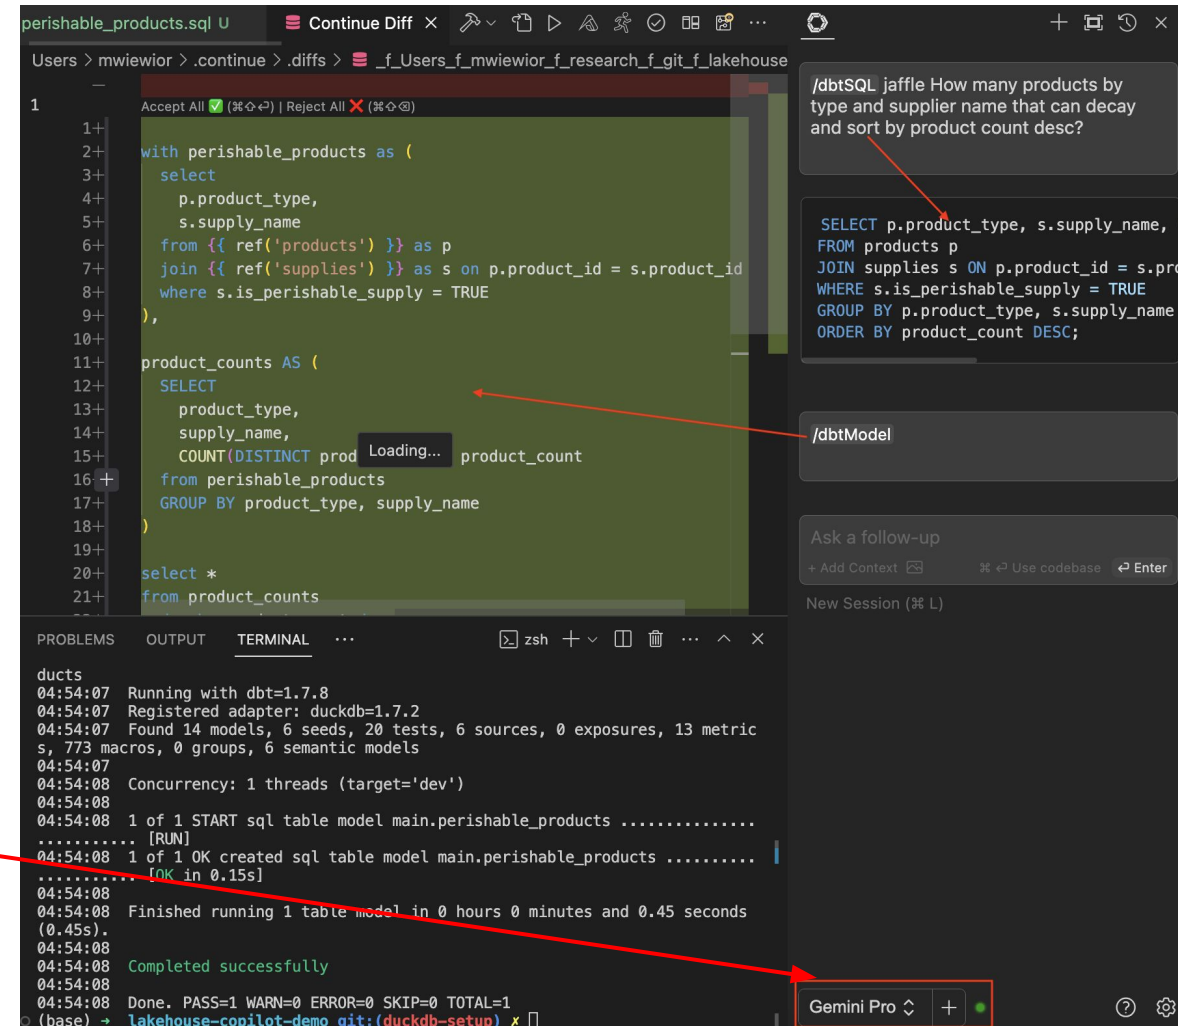 perishable_products.sql U
Continue Diff
Users > mwiewior > .continue > .diffs > _f_Users_f_mwiewior_f_research_f_git_f_lakehouse
1
Accept All ✅ (⌘⇧⏎) | Reject All ❌ (⌘⇧⌫)
1+
2+ with perishable_products as (
3+ select
4+ p.product_type,
5+ s.supply_name
6+ from {{ ref('products') }} as p
7+ join {{ ref('supplies') }} as s on p.product_id = s.product_id
8+ where s.is_perishable_supply = TRUE
9+ ),
10+
11+ product_counts AS (
12+ SELECT
13+ product_type,
14+ supply_name,
15+ COUNT(DISTINCT prod Loading... product_count
16 + from perishable_products
17+ GROUP BY product_type, supply_name
18+ )
19+
20+ select *
21+ from product_counts
PROBLEMS OUTPUT TERMINAL ··· zsh
ducts
04:54:07 Running with dbt=1.7.8
04:54:07 Registered adapter: duckdb=1.7.2
04:54:07 Found 14 models, 6 seeds, 20 tests, 6 sources, 0 exposures, 13 metric
s, 773 macros, 0 groups, 6 semantic models
04:54:07
04:54:08 Concurrency: 1 threads (target='dev')
04:54:08
04:54:08 1 of 1 START sql table model main.perishable_products ...............
........... [RUN]
04:54:08 1 of 1 OK created sql table model main.perishable_products ..........
........... [OK in 0.15s]
04:54:08
04:54:08 Finished running 1 table model in 0 hours 0 minutes and 0.45 seconds
(0.45s).
04:54:08
04:54:08 Completed successfully
04:54:08
04:54:08 Done. PASS=1 WARN=0 ERROR=0 SKIP=0 TOTAL=1
(base) → lakehouse-copilot-demo git:(duckdb-setup) ✗
/dbtSQL jaffle How many products by
type and supplier name that can decay
and sort by product count desc?
SELECT p.product_type, s.supply_name,
FROM products p
JOIN supplies s ON p.product_id = s.pro
WHERE s.is_perishable_supply = TRUE
GROUP BY p.product_type, s.supply_name
ORDER BY product_count DESC;
/dbtModel
Ask a follow-up
+ Add Context ⌘ ⏎ Use codebase ⏎ Enter
New Session (⌘ L)
Gemini Pro